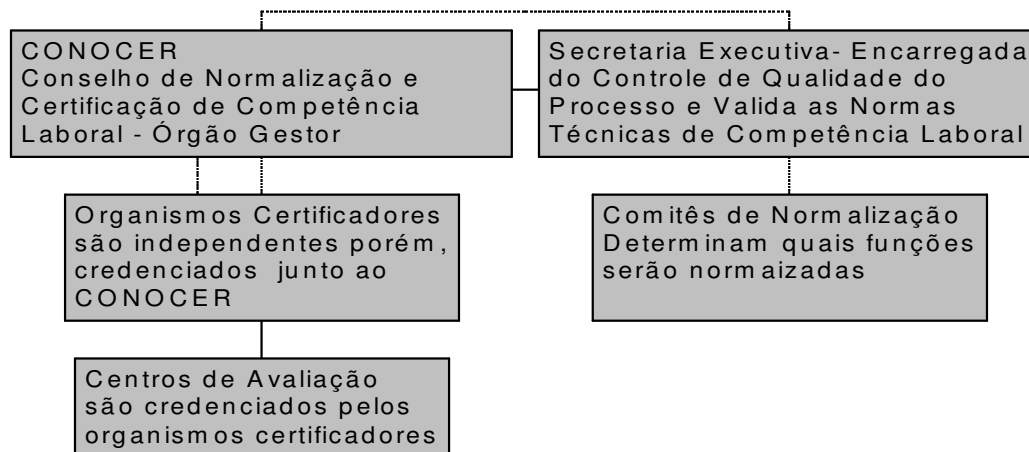 CONOCER
Conselho de Normalização e
Certificação de Competência
Laboral - Órgão Gestor
Secretaria Executiva- Encarregada
do Controle de Qualidade do
Processo e Valida as Normas
Técnicas de Competência Laboral
Organismos Certificadores
são independentes porém,
credenciados junto ao
CONOCER
Comitês de Normalização
Determinam quais funções
serão normaizadas
Centros de Avaliação
são credenciados pelos
organismos certificadores